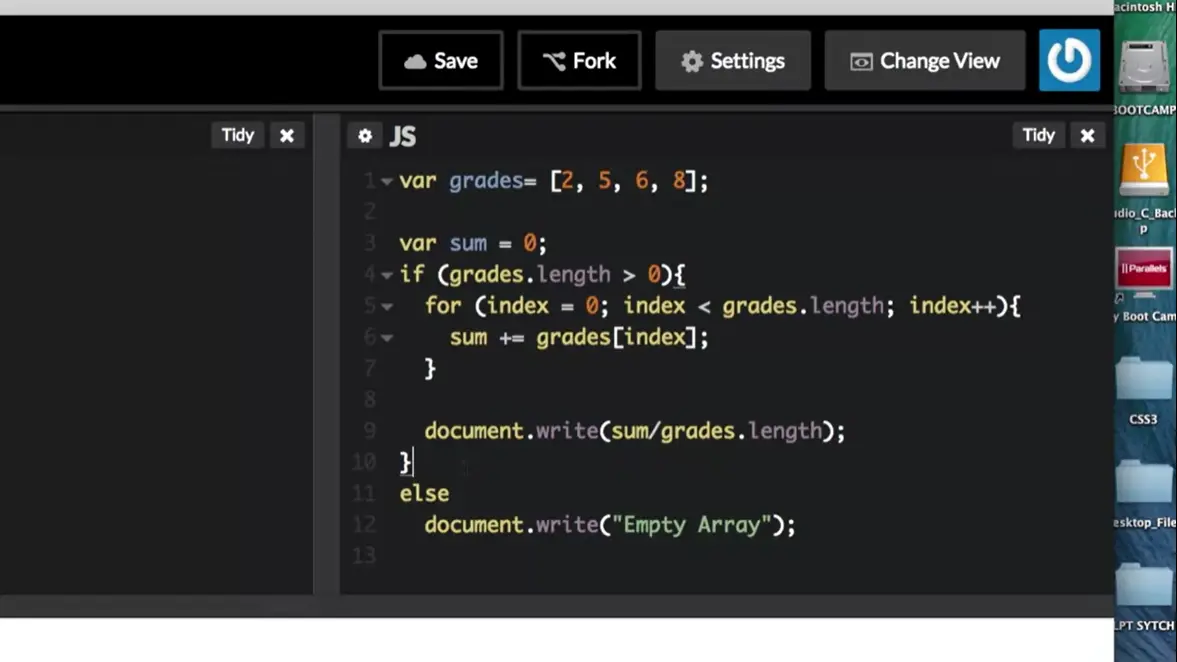 acintosh H
Save
Fork
Settings
Change View
BOOTCAMP
Tidy
JS
Tidy
1 var grades= [2, 5, 6, 8];
2
3 var sum = 0;
4 if (grades.length > 0){
5 for (index = 0; index < grades.length; index++){
6 sum += grades[index];
7 }
8
9 document.write(sum/grades.length);
10 }
11 else
12 document.write("Empty Array");
13
udio_C_Bac
p
Parallels
y Boot Cam
CSS3
esktop_File
LPT SYTCH